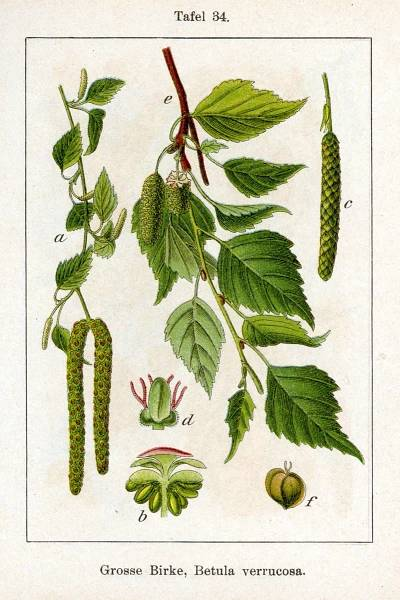 Tafel 34.
e
a
c
d
b
f
Grosse Birke, Betula verrucosa.